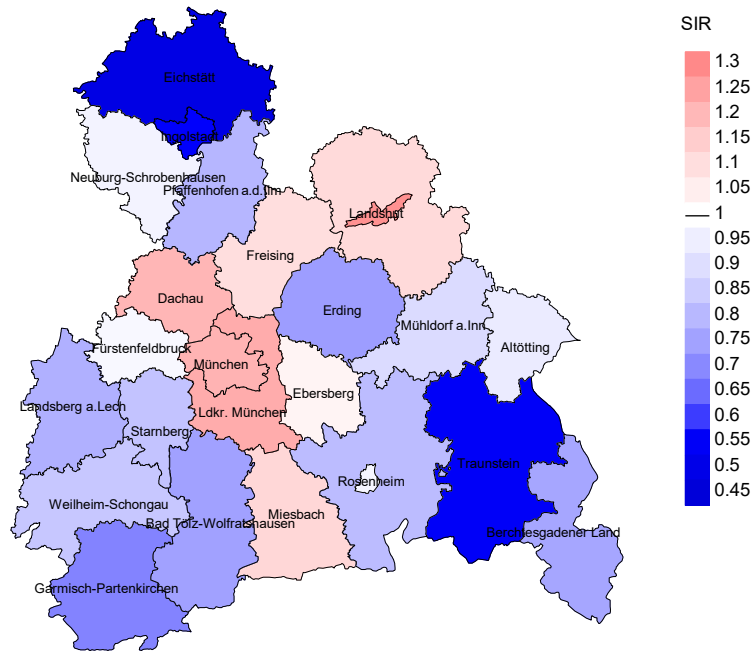 SIR
1.3
1.25
1.2
1.15
1.1
1.05
1
0.95
0.9
0.85
0.8
0.75
0.7
0.65
0.6
0.55
0.5
0.45
Eichstätt
Ingolstadt
Neuburg-Schrobenhausen
Pfaffenhofen a.d.Ilm
Landshut
Freising
Dachau
Erding
Mühldorf a.Inn
Altötting
Fürstenfeldbruck
München
Ebersberg
Landsberg a.Lech
Ldkr. München
Starnberg
Traunstein
Rosenheim
Weilheim-Schongau
Miesbach
Bad Tölz-Wolfratshausen
Berchtesgadener Land
Garmisch-Partenkirchen